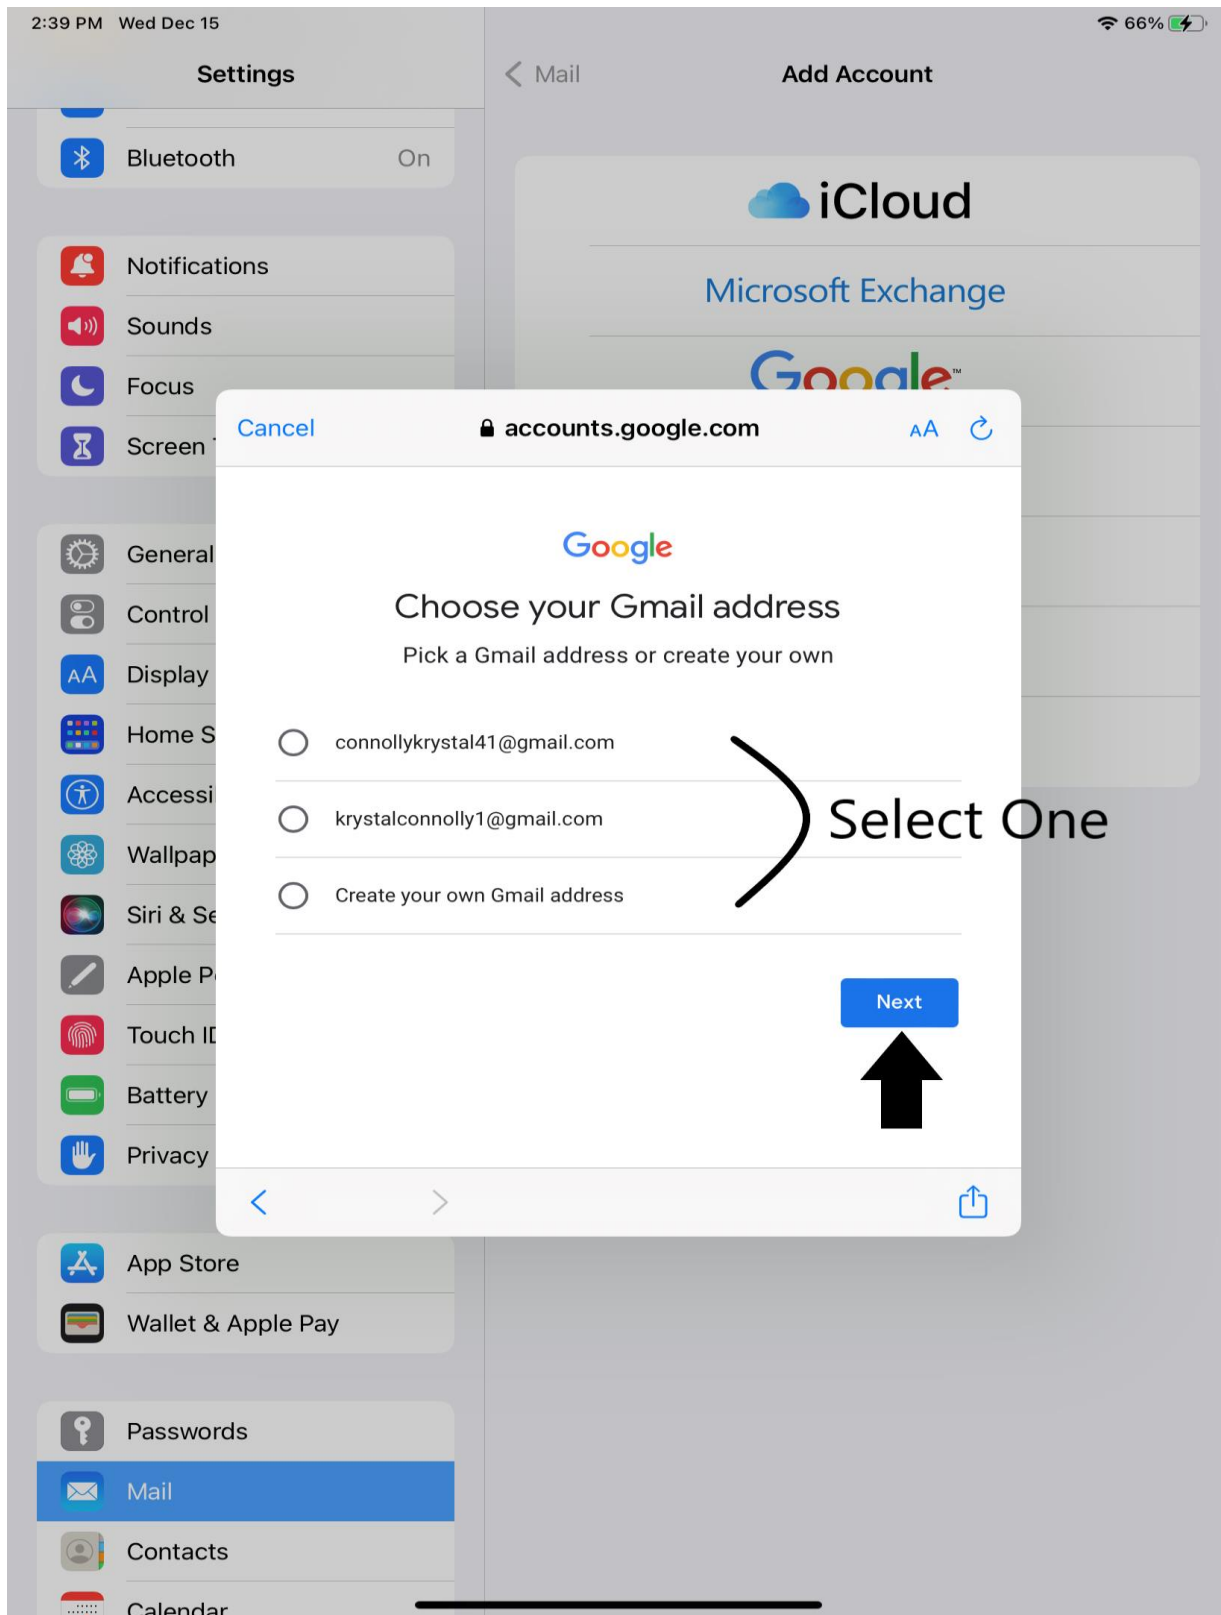 2:39 PM Wed Dec 15
66%
Settings
Mail
Add Account
Bluetooth On
iCloud
Microsoft Exchange
Google™
Notifications
Sounds
Focus
Screen
Cancel
accounts.google.com
AA
Google
Choose your Gmail address
Pick a Gmail address or create your own
connollykrystal41@gmail.com
krystalconnolly1@gmail.com
Create your own Gmail address
Select One
Next
General
Control
AA
Display
Home S
Accessi
Wallpap
Siri & Se
Apple P
Touch ID
Battery
Privacy
App Store
Wallet & Apple Pay
Passwords
Mail
Contacts
Calendar